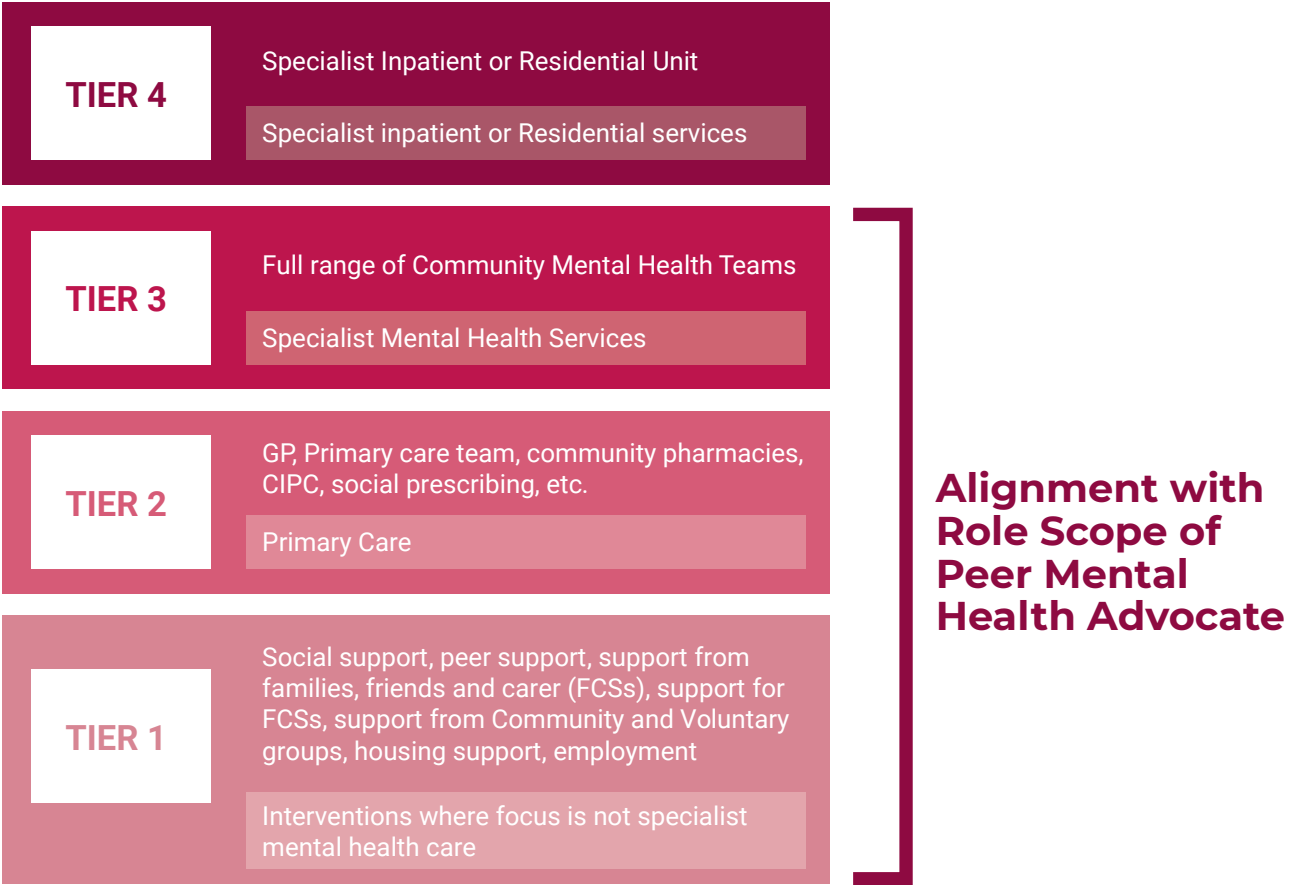 TIER 4
Specialist Inpatient or Residential Unit
Specialist inpatient or Residential services
TIER 3
Full range of Community Mental Health Teams
Specialist Mental Health Services
TIER 2
GP, Primary care team, community pharmacies,
CIPC, social prescribing, etc.
Primary Care
TIER 1
Social support, peer support, support from
families, friends and carer (FCSs), support for
FCSs, support from Community and Voluntary
groups, housing support, employment
Interventions where focus is not specialist
mental health care
Alignment with
Role Scope of
Peer Mental
Health Advocate